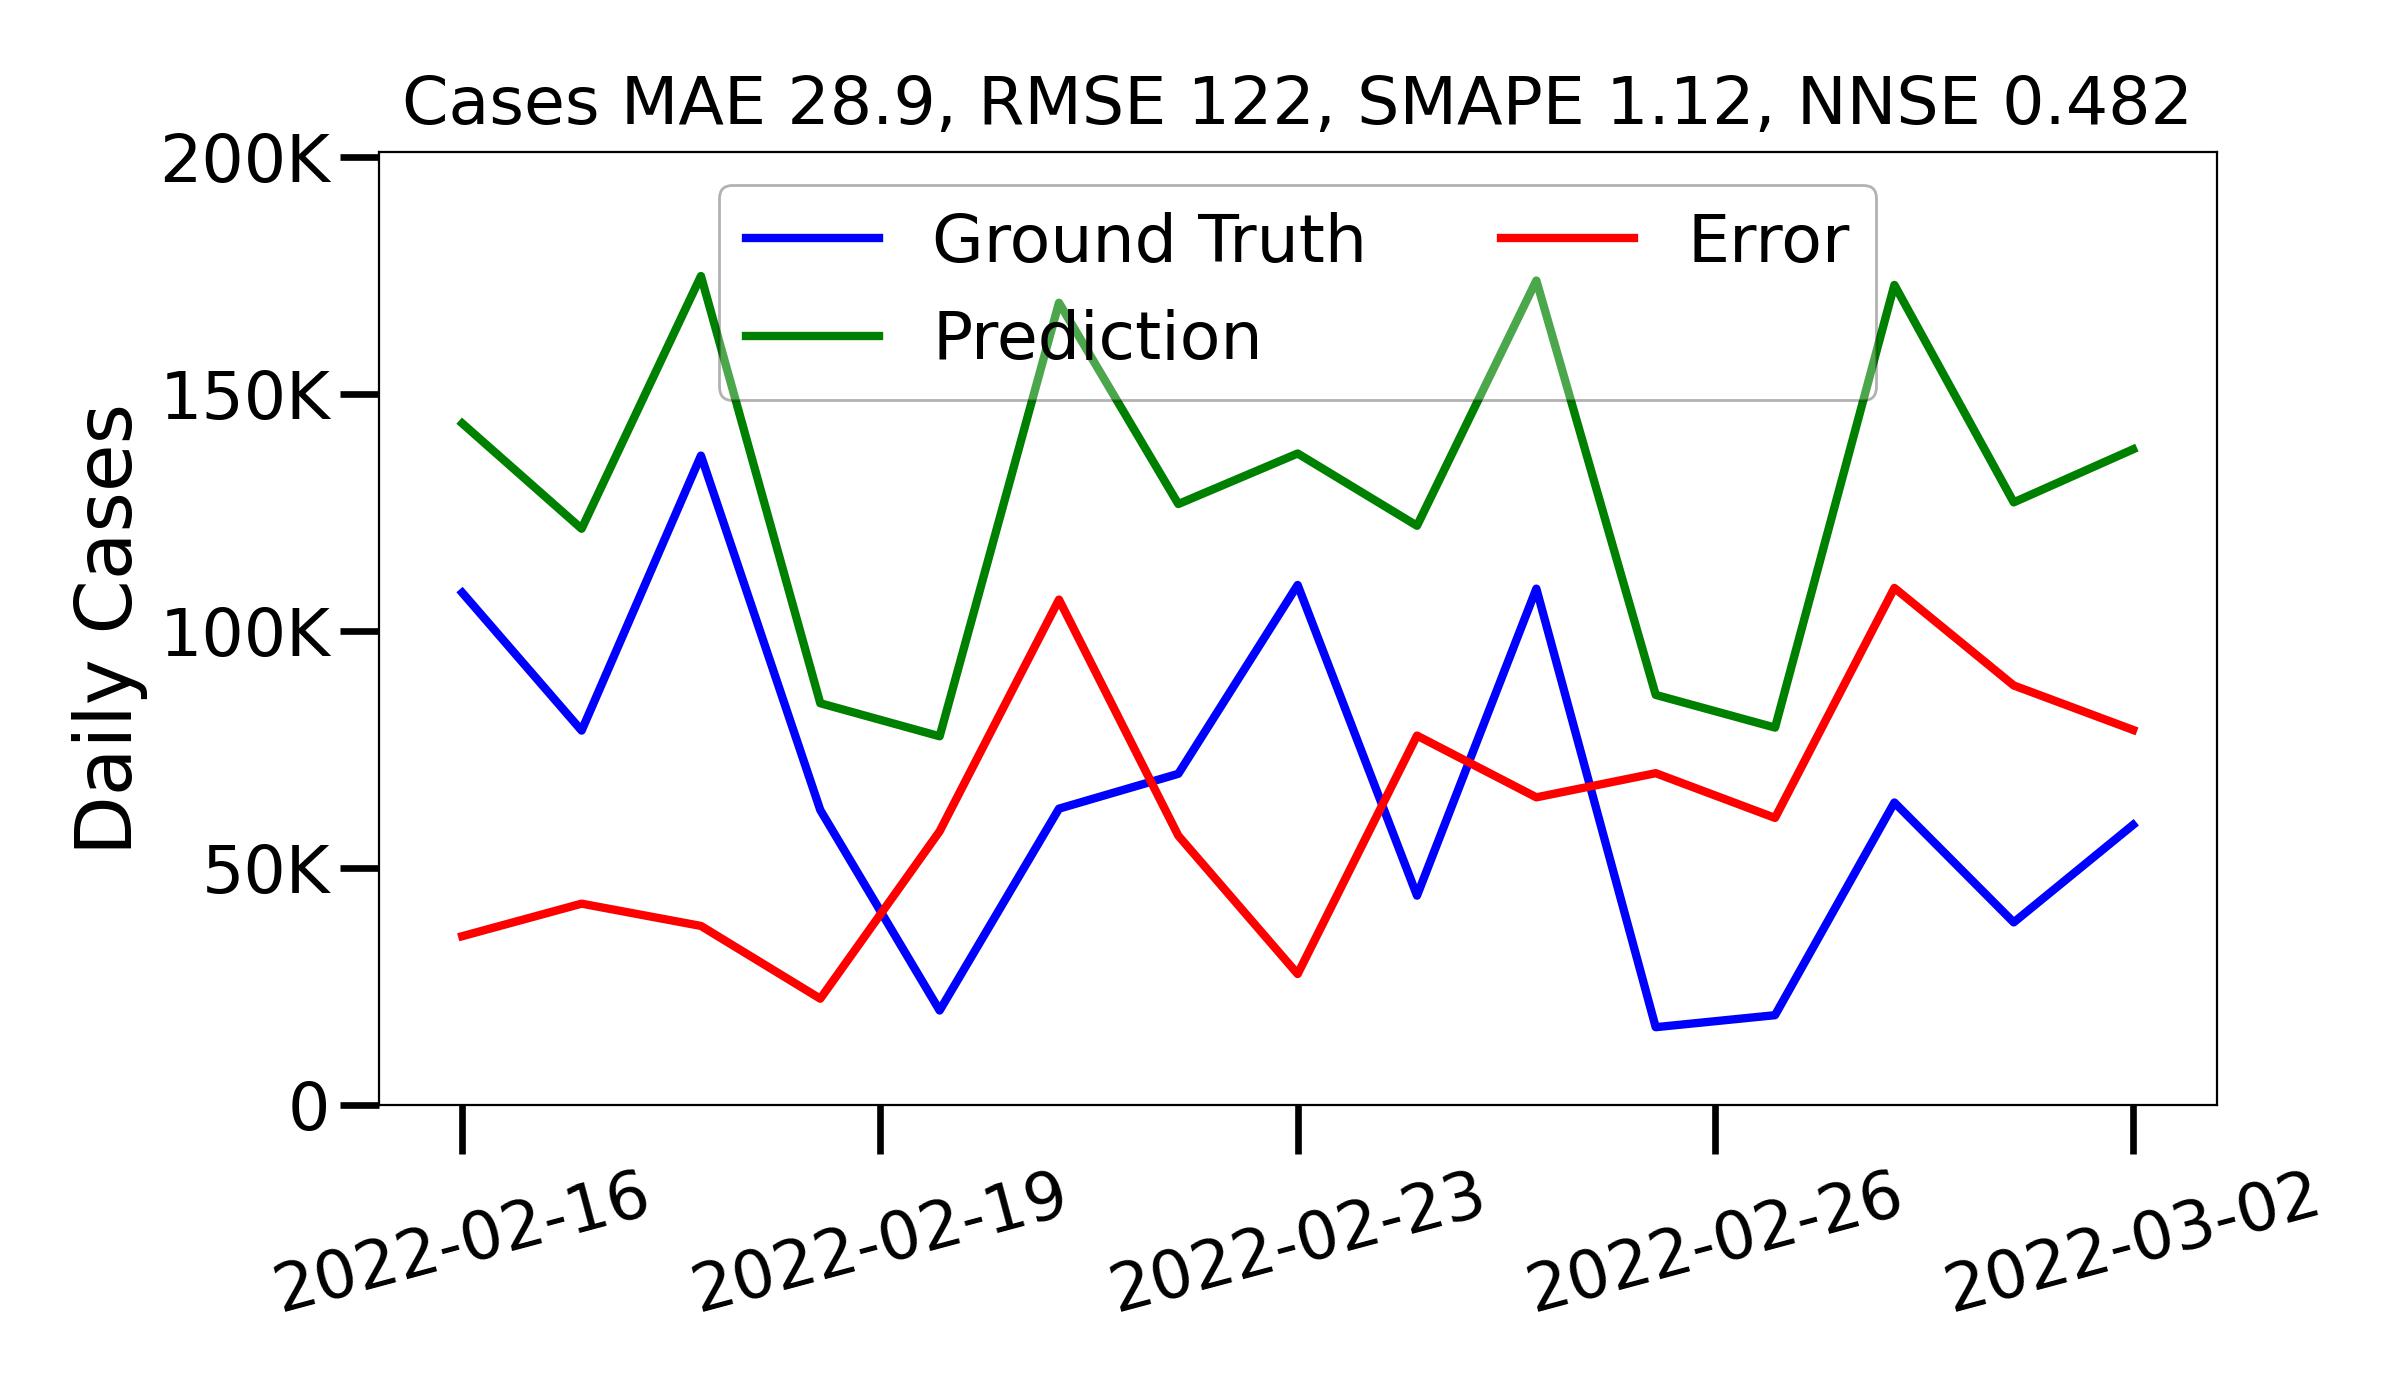 Cases MAE 28.9, RMSE 122, SMAPE 1.12, NNSE 0.482
Daily Cases
200K
150K
100K
50K
0
Ground Truth
Prediction
Error
2022-02-16
2022-02-19
2022-02-23
2022-02-26
2022-03-02